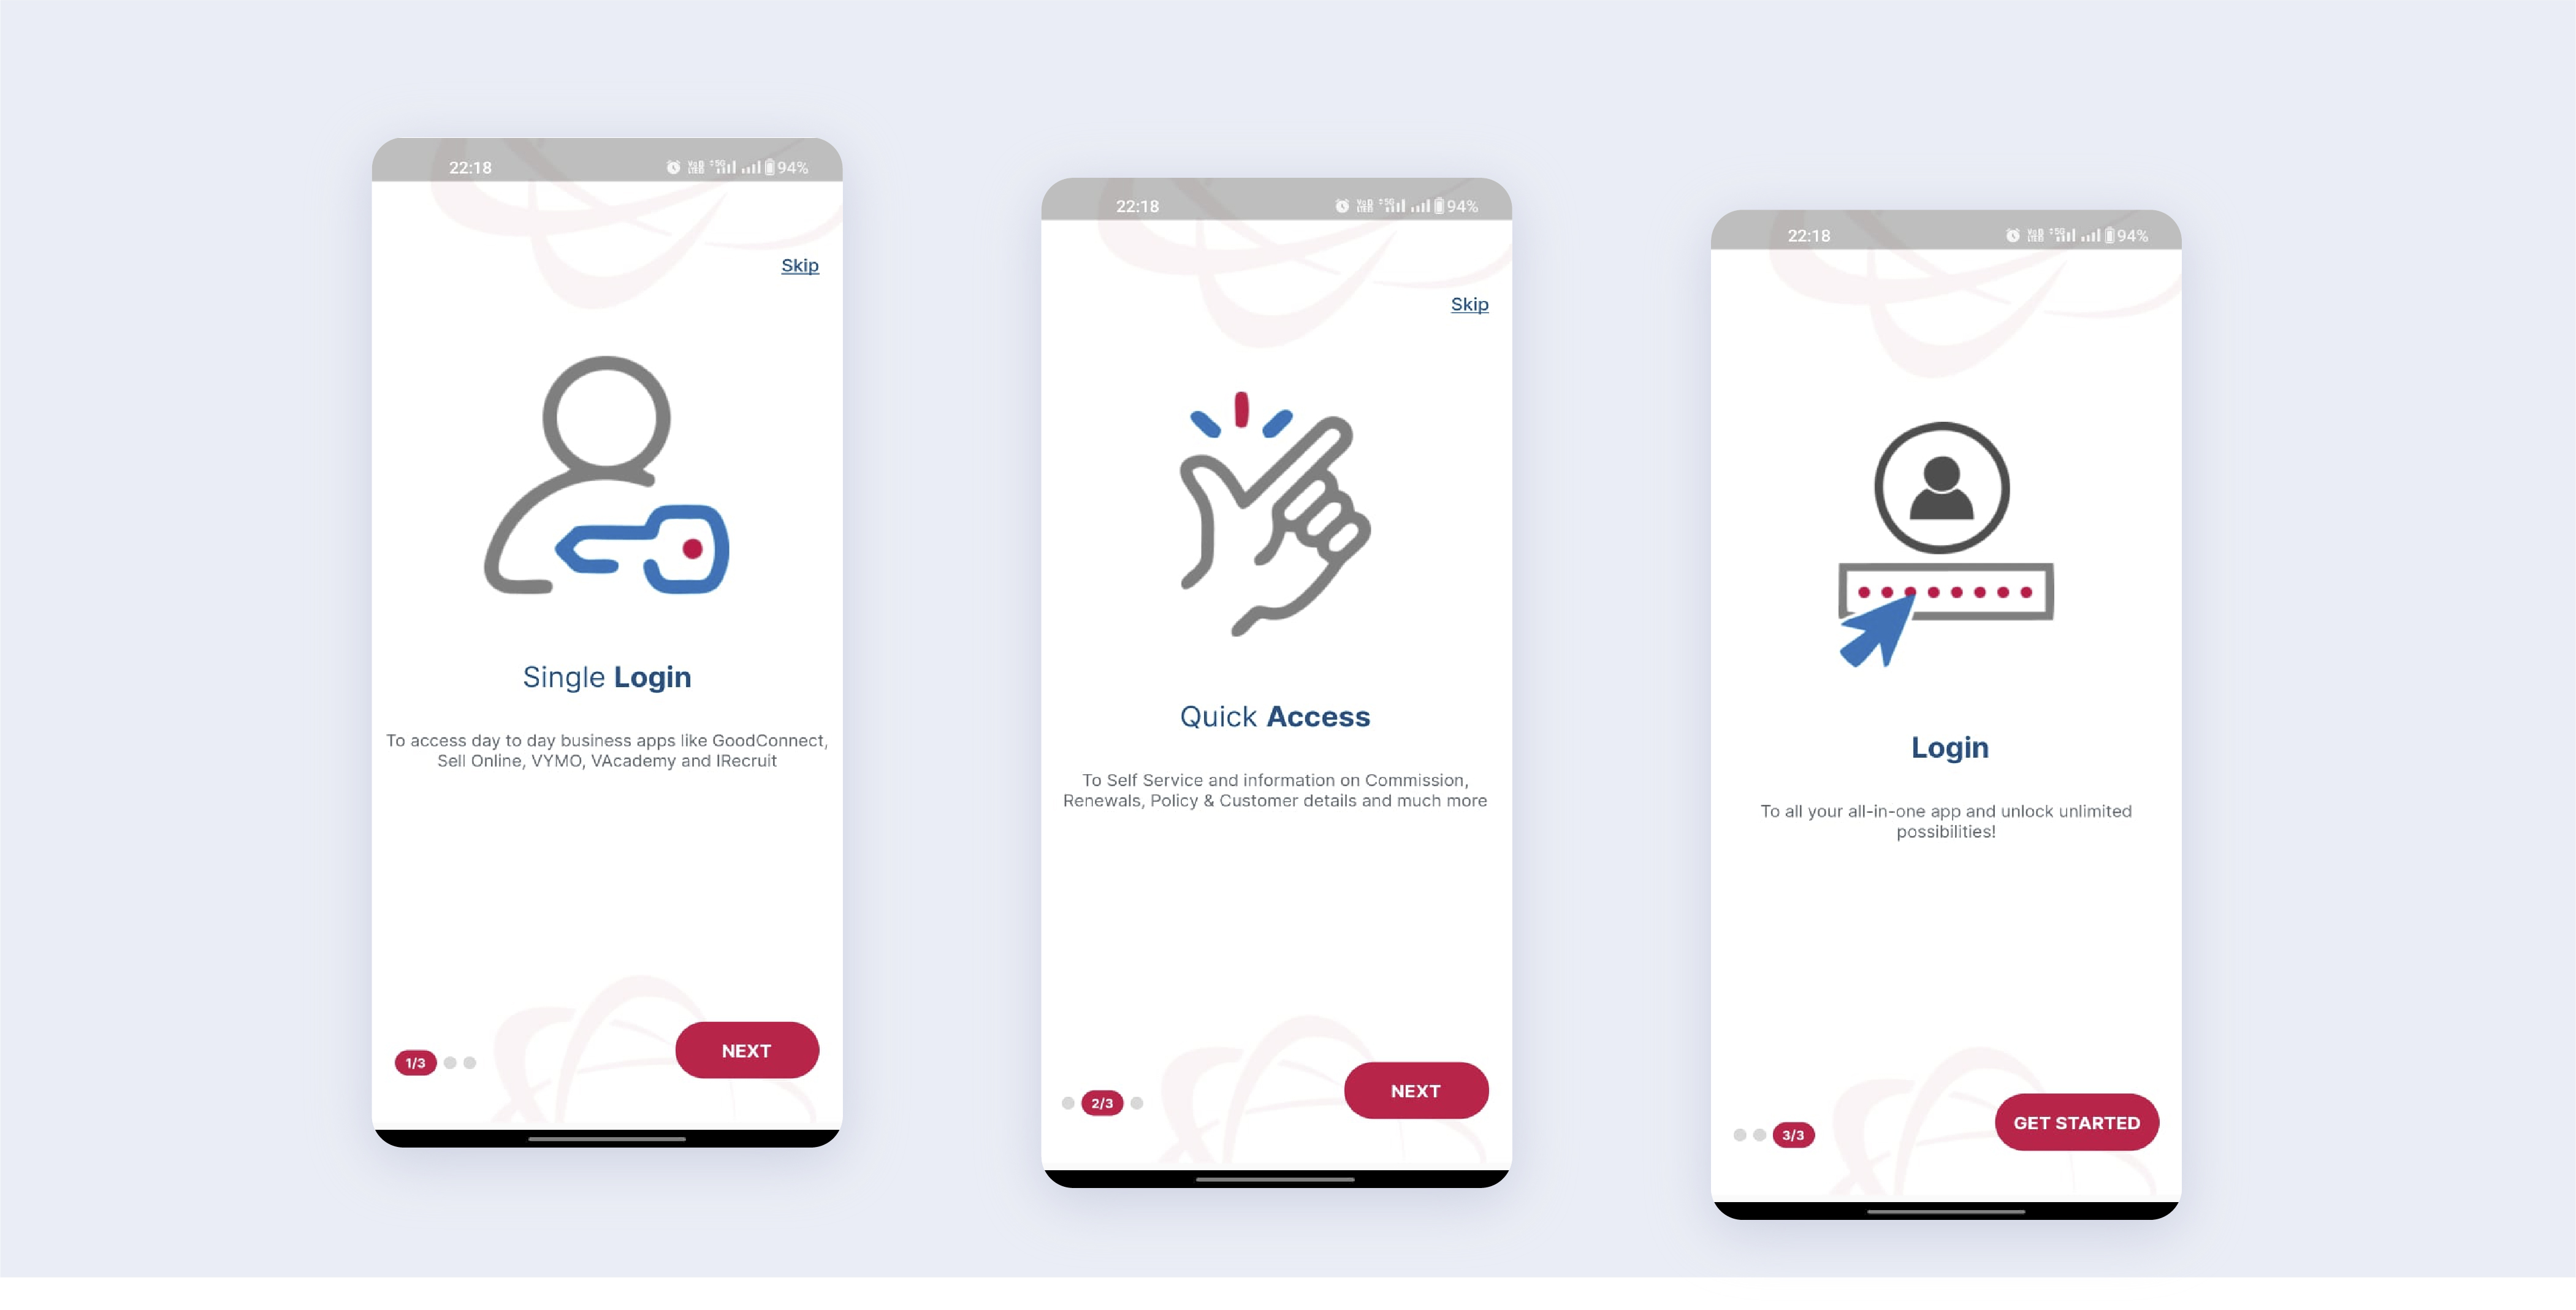 22:18
5G
94%
Skip
Single Login
To access day to day business apps like GoodConnect,
Sell Online, VYMO, VAcademy and IRecruit
1/3
NEXT
22:18
5G
94%
Skip
Quick Access
To Self Service and information on Commission,
Renewals, Policy & Customer details and much more
2/3
NEXT
22:18
5G
94%
Login
To all your all-in-one app and unlock unlimited
possibilities!
3/3
GET STARTED